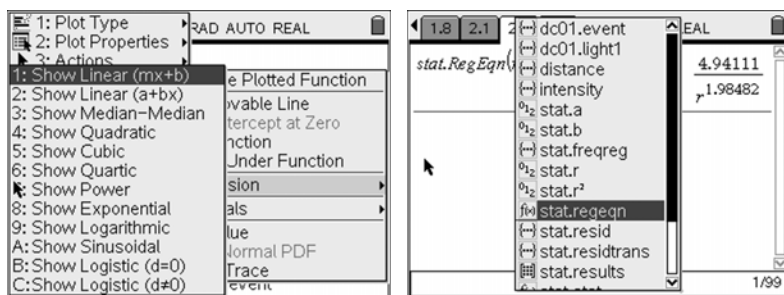 1: Plot Type
2: Plot Properties
3: Actions
RAD AUTO REAL
1: Show Linear (mx+b)
2: Show Linear (a+bx)
3: Show Median-Median
4: Show Quadratic
5: Show Cubic
6: Show Quartic
Show Power
8: Show Exponential
9: Show Logarithmic
A: Show Sinusoidal
B: Show Logistic (d=0)
C: Show Logistic (d≠0)
e Plotted Function
ovable Line
tercept at Zero
nction
Under Function
sion
als
lue
Normal PDF
Trace
event
1.8 2.1 2
EAL
dc01.event
dc01.light1
distance
intensity
stat.a
stat.b
stat.freqreg
stat.r
stat.r²
stat.regeqn
stat.resid
stat.residtrans
stat.results
stat.RegEqn(
4.94111
r^1.98482
1/99